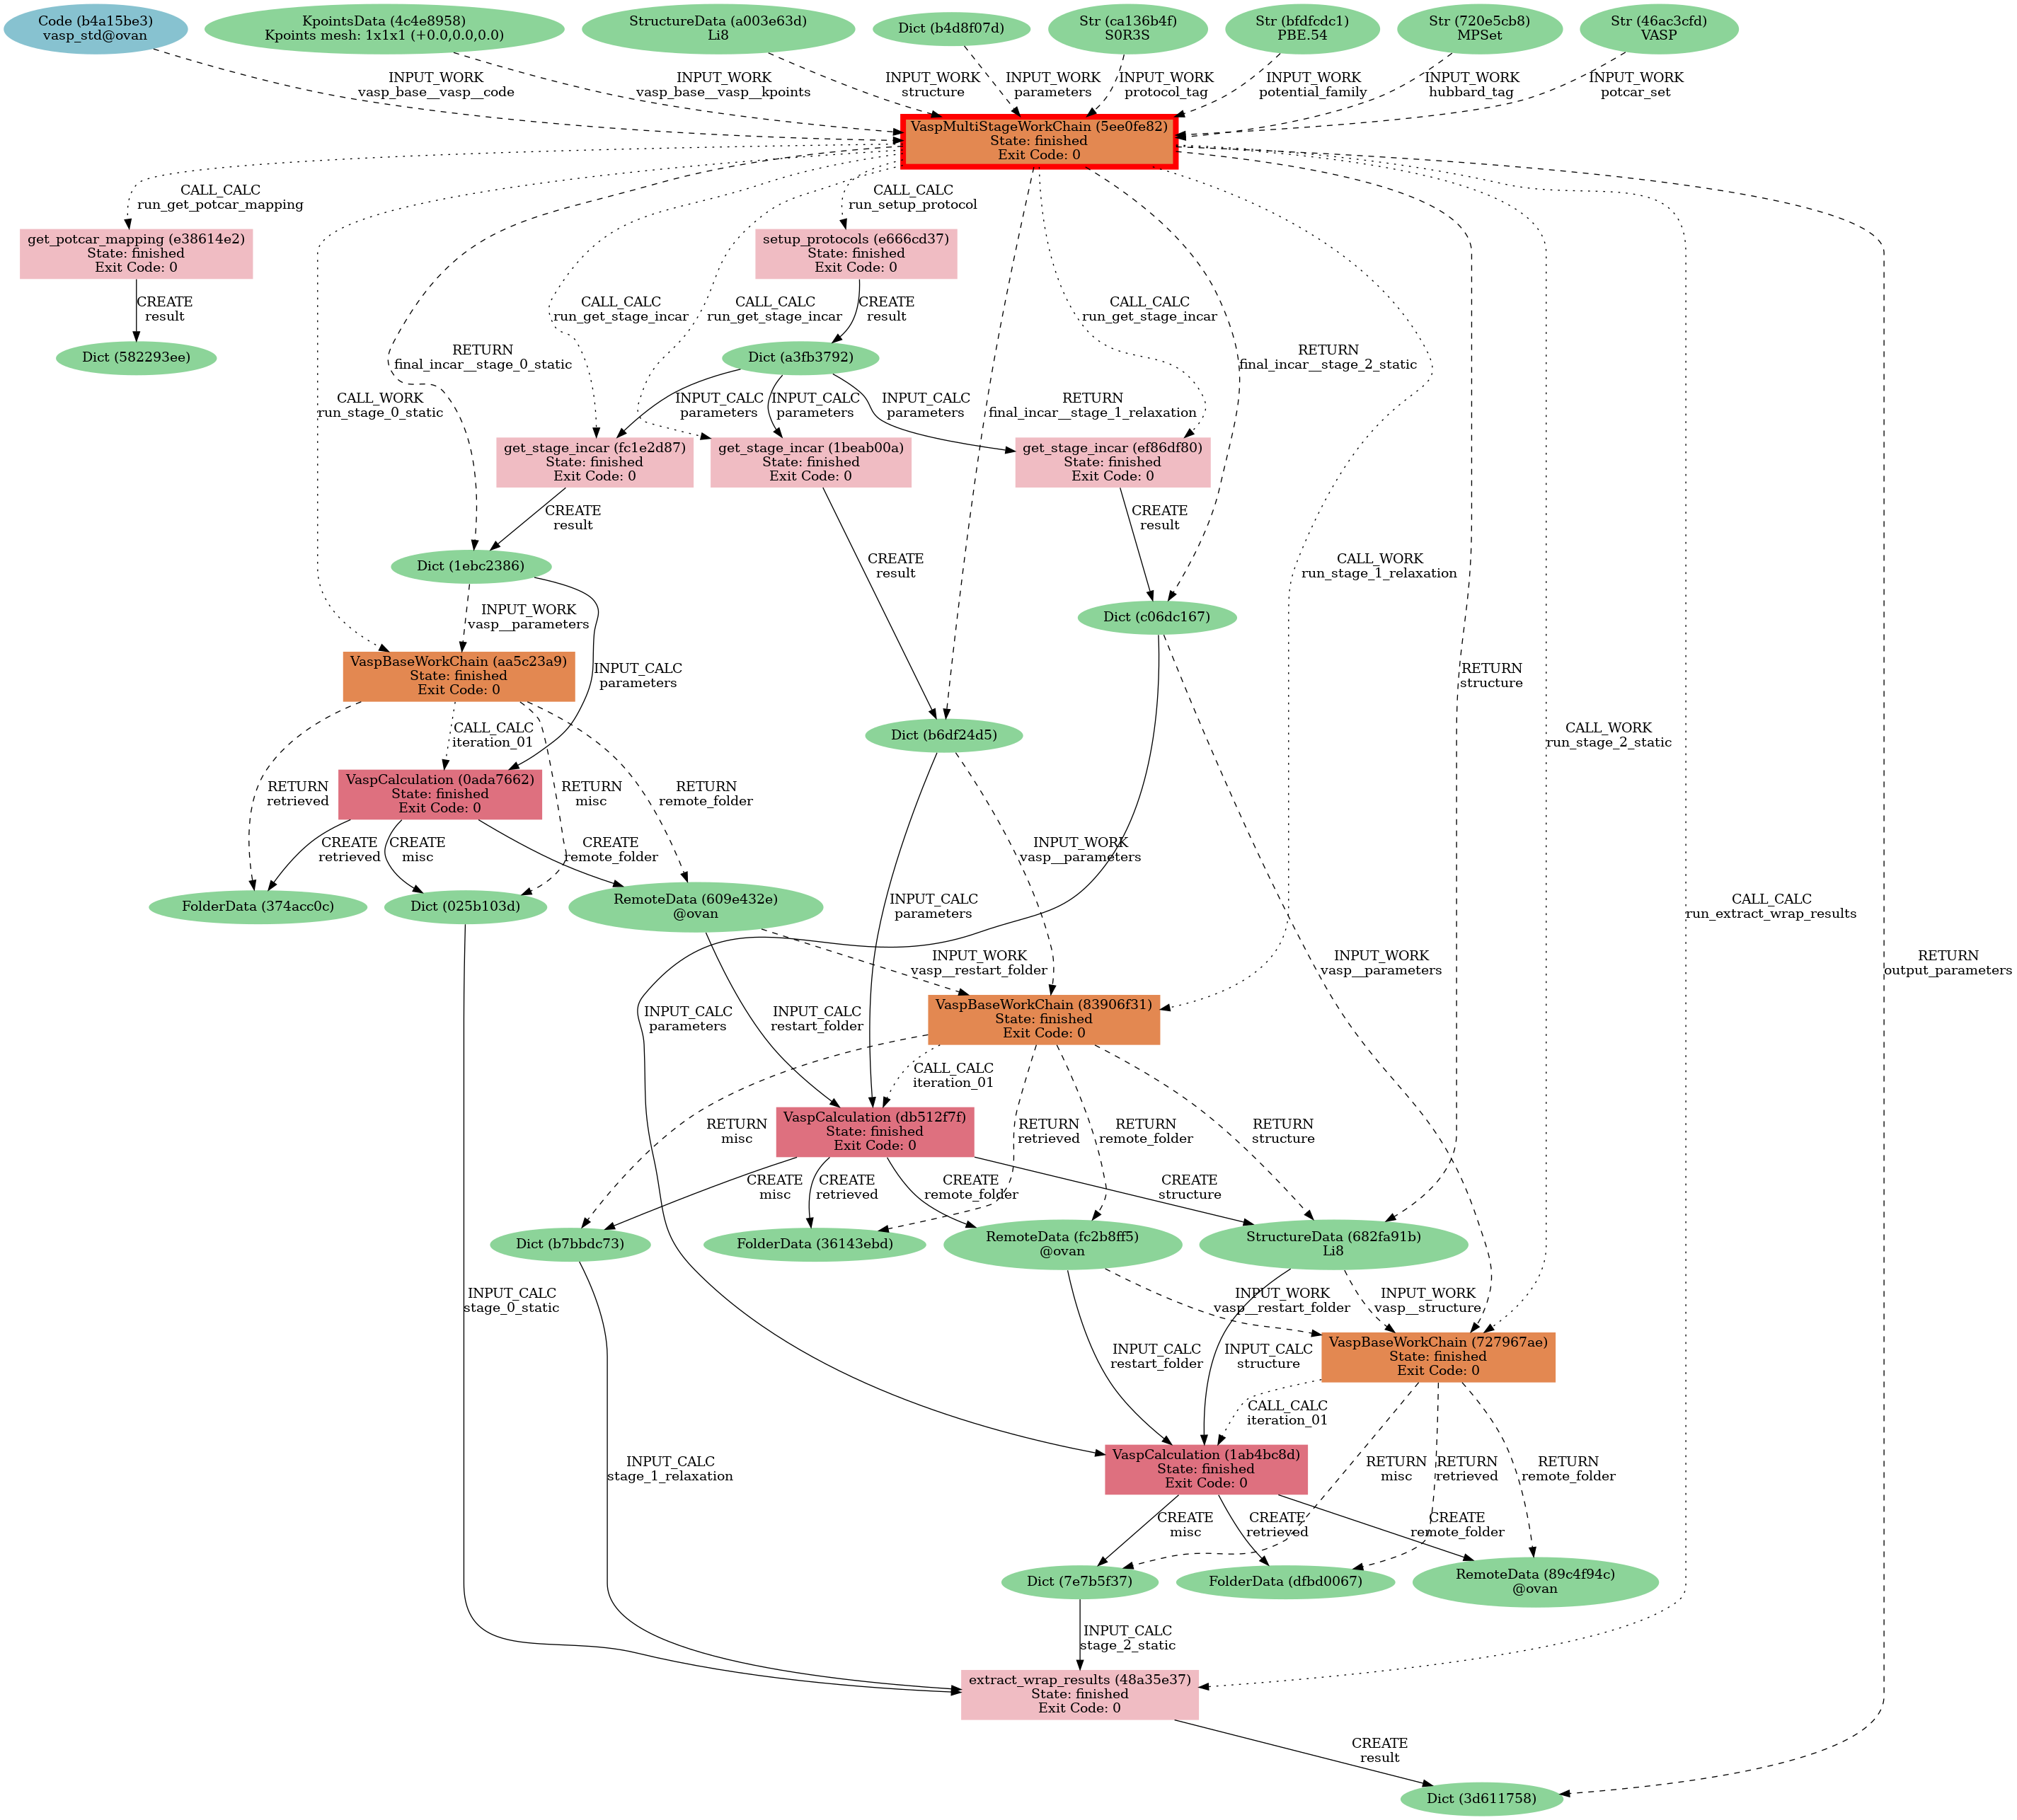 Code (b4a15be3)
vasp_std@ovan
KpointsData (4c4e8958)
Kpoints mesh: 1x1x1 (+0.0,0.0,0.0)
StructureData (a003e63d)
Li8
Dict (b4d8f07d)
Str (ca136b4f)
S0R3S
Str (bfdfcdc1)
PBE.54
Str (720e5cb8)
MPSet
Str (46ac3cfd)
VASP
INPUT_WORK
vasp_base__vasp__code
INPUT_WORK
vasp_base__vasp__kpoints
INPUT_WORK
structure
INPUT_WORK
parameters
INPUT_WORK
protocol_tag
INPUT_WORK
potential_family
INPUT_WORK
hubbard_tag
INPUT_WORK
potcar_set
VaspMultiStageWorkChain (5ee0fe82)
State: finished
Exit Code: 0
CALL_CALC
run_get_potcar_mapping
CALL_CALC
run_setup_protocol
get_potcar_mapping (e38614e2)
State: finished
Exit Code: 0
setup_protocols (e666cd37)
State: finished
Exit Code: 0
CREATE
result
CALL_CALC
run_get_stage_incar
CALL_CALC
run_get_stage_incar
CREATE
result
CALL_CALC
run_get_stage_incar
Dict (582293ee)
RETURN
final_incar__stage_0_static
Dict (a3fb3792)
RETURN
final_incar__stage_2_static
CALL_WORK
run_stage_0_static
INPUT_CALC
parameters
INPUT_CALC
parameters
INPUT_CALC
parameters
RETURN
final_incar__stage_1_relaxation
get_stage_incar (fc1e2d87)
State: finished
Exit Code: 0
get_stage_incar (1beab00a)
State: finished
Exit Code: 0
get_stage_incar (ef86df80)
State: finished
Exit Code: 0
CREATE
result
CREATE
result
Dict (1ebc2386)
CREATE
result
CALL_WORK
run_stage_1_relaxation
INPUT_WORK
vasp__parameters
Dict (c06dc167)
VaspBaseWorkChain (aa5c23a9)
State: finished
Exit Code: 0
INPUT_CALC
parameters
RETURN
structure
CALL_CALC
iteration_01
Dict (b6df24d5)
CALL_WORK
run_stage_2_static
RETURN
retrieved
VaspCalculation (0ada7662)
State: finished
Exit Code: 0
RETURN
misc
RETURN
remote_folder
CREATE
retrieved
CREATE
misc
CREATE
remote_folder
INPUT_WORK
vasp__parameters
FolderData (374acc0c)
Dict (025b103d)
RemoteData (609e432e)
@ovan
INPUT_CALC
parameters
CALL_CALC
run_extract_wrap_results
INPUT_WORK
vasp__restart_folder
INPUT_WORK
vasp__parameters
RETURN
output_parameters
INPUT_CALC
parameters
INPUT_CALC
restart_folder
VaspBaseWorkChain (83906f31)
State: finished
Exit Code: 0
CALL_CALC
iteration_01
RETURN
misc
VaspCalculation (db512f7f)
State: finished
Exit Code: 0
RETURN
retrieved
RETURN
remote_folder
RETURN
structure
CREATE
misc
CREATE
retrieved
CREATE
remote_folder
CREATE
structure
Dict (b7bbdc73)
FolderData (36143ebd)
RemoteData (fc2b8ff5)
@ovan
StructureData (682fa91b)
Li8
INPUT_CALC
stage_0_static
INPUT_WORK
vasp__restart_folder
INPUT_WORK
vasp__structure
INPUT_CALC
restart_folder
INPUT_CALC
structure
VaspBaseWorkChain (727967ae)
State: finished
Exit Code: 0
CALL_CALC
iteration_01
INPUT_CALC
stage_1_relaxation
VaspCalculation (1ab4bc8d)
State: finished
Exit Code: 0
RETURN
misc
RETURN
retrieved
RETURN
remote_folder
CREATE
misc
CREATE
retrieved
CREATE
remote_folder
Dict (7e7b5f37)
FolderData (dfbd0067)
RemoteData (89c4f94c)
@ovan
INPUT_CALC
stage_2_static
extract_wrap_results (48a35e37)
State: finished
Exit Code: 0
CREATE
result
Dict (3d611758)